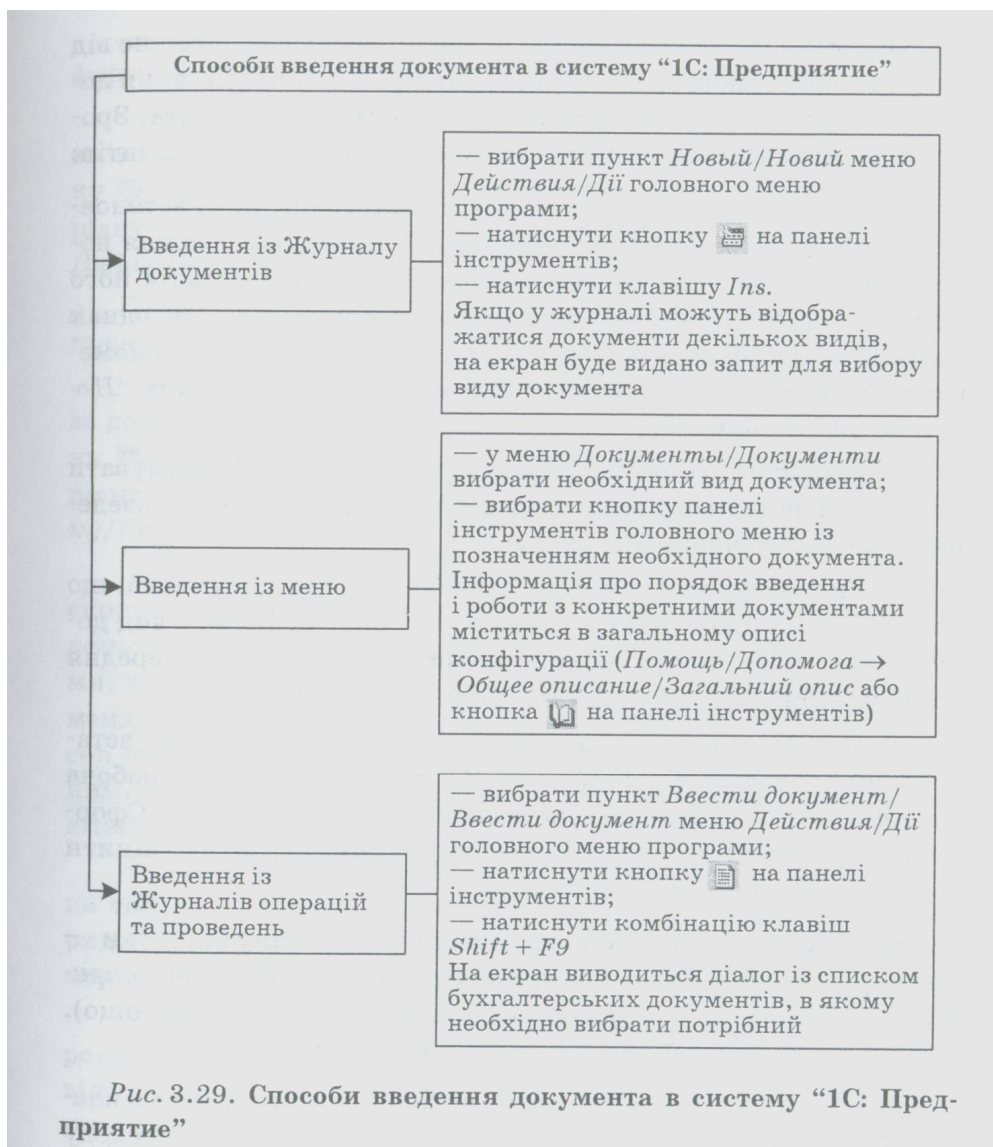 Способи введення документа в систему “1С: Предприятие”
Введення із Журналу
документів
— вибрати пункт Новый/Новий меню
Действия/Дії головного меню
програми;
— натиснути кнопку на панелі
інструментів;
— натиснути клавішу Ins.
Якщо у журналі можуть відобра-
жатися документи декількох видів,
на екран буде видано запит для вибору
виду документа
Введення із меню
— у меню Документы/Документи
вибрати необхідний вид документа;
— вибрати кнопку панелі
інструментів головного меню із
позначенням необхідного документа.
Інформація про порядок введення
і роботи з конкретними документами
міститься в загальному описі
конфігурації (Помощь/Допомога →
Общее описание/Загальний опис або
кнопка на панелі інструментів)
Введення із
Журналів операцій
та проведень
— вибрати пункт Ввести документ/
Ввести документ меню Действия/Дії
головного меню програми;
— натиснути кнопку на панелі
інструментів;
— натиснути комбінацію клавіш
Shift + F9
На екран виводиться діалог із списком
бухгалтерських документів, в якому
необхідно вибрати потрібний
Рис. 3.29. Способи введення документа в систему “1С: Пред-
приятие”